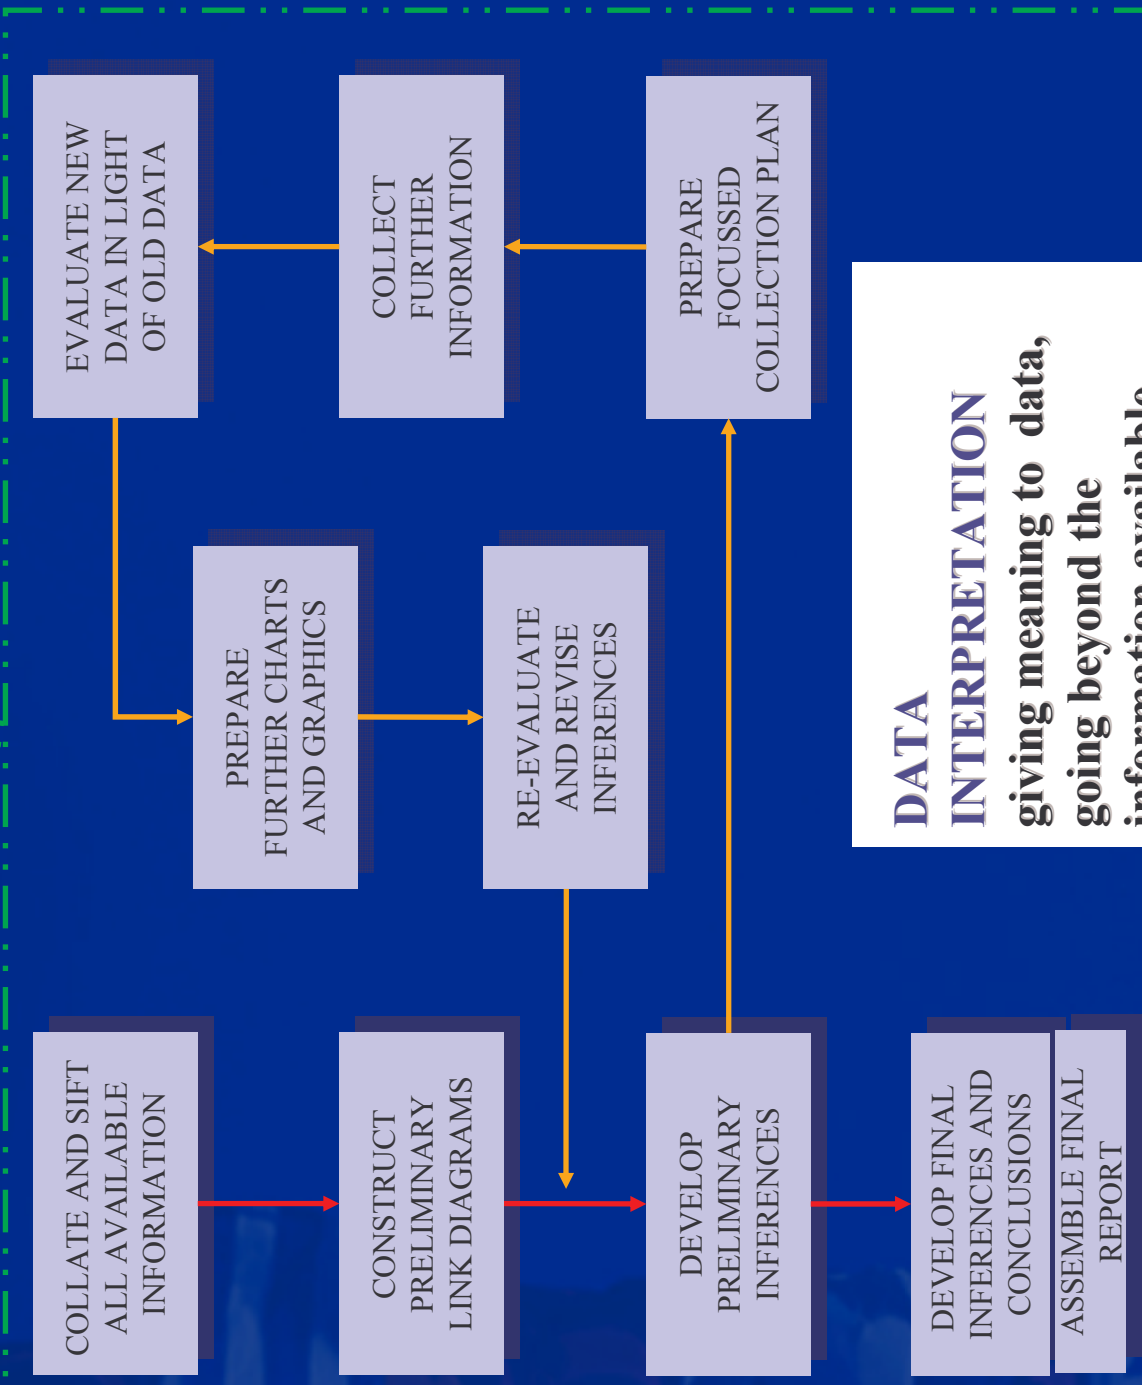 COLLATE AND SIFT
ALL AVAILABLE
INFORMATION
CONSTRUCT
PRELIMINARY
LINK DIAGRAMS
DEVELOP
PRELIMINARY
INFERENCES
DEVELOP FINAL
INFERENCES AND
CONCLUSIONS
ASSEMBLE FINAL
REPORT
PREPARE
FURTHER CHARTS
AND GRAPHICS
RE-EVALUATE
AND REVISE
INFERENCES
EVALUATE NEW
DATA IN LIGHT
OF OLD DATA
COLLECT
FURTHER
INFORMATION
PREPARE
FOCUSSED
COLLECTION PLAN
DATA
INTERPRETATION
giving meaning to data,
going beyond the
information available